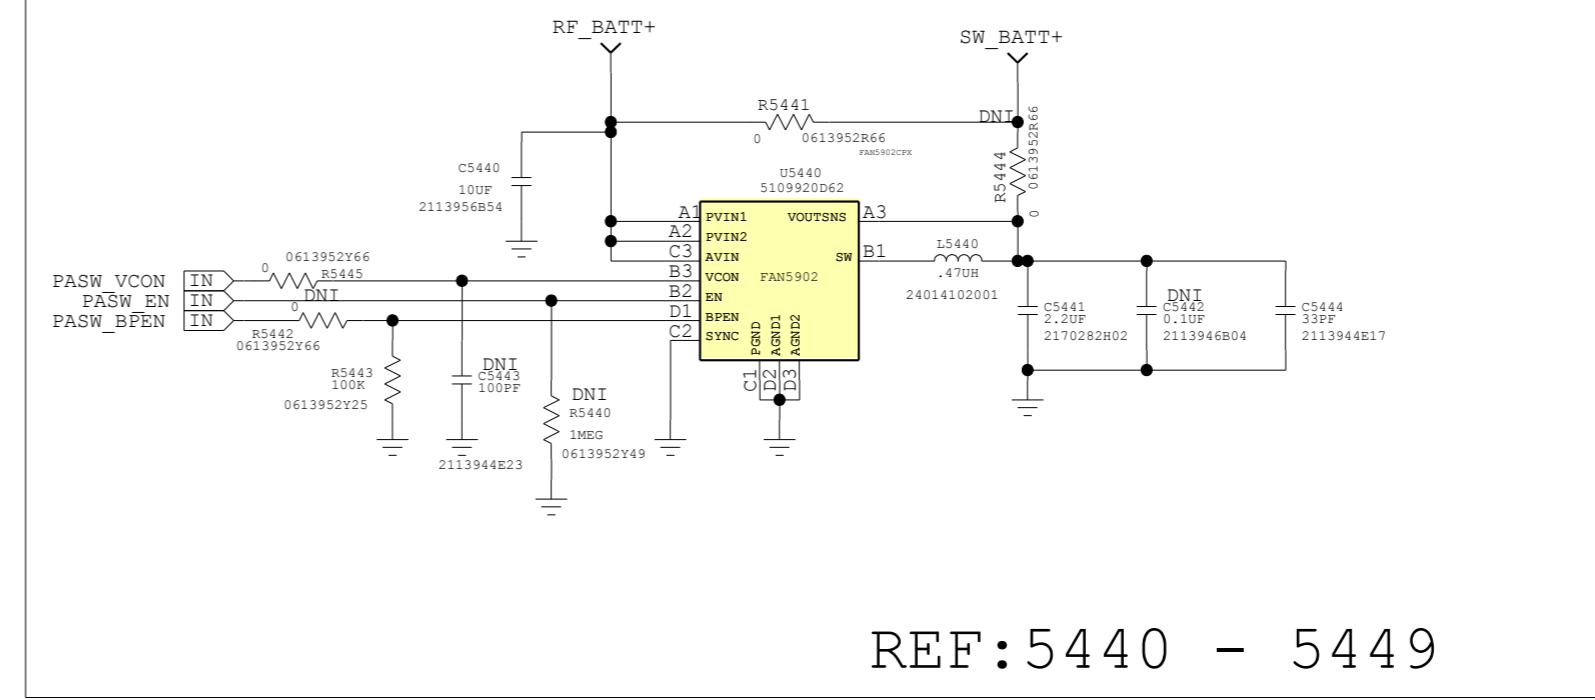 RF_BATT+
SW_BATT+
R5441
0
0613952R66
FAN5902CPX
DNI
R5444
0613952R66
0
C5440
10UF
2113956B54
U5440
5109920D62
A1 PVIN1
A2 PVIN2
C3 AVIN
B3 VCON
B2 EN
D1 BPEN
C2 SYNC
FAN5902
VOUTSNS A3
SW B1
PGND C1
AGND1 D2
AGND2 D3
L5440
.47UH
24014102001
C5441
2.2UF
2170282H02
DNI
C5442
0.1UF
2113946B04
C5444
33PF
2113944E17
0613952Y66
0
R5445
PASW_VCON IN
PASW_EN IN
PASW_BPEN IN
DNI
0
R5442
0613952Y66
R5443
100K
0613952Y25
DNI
C5443
100PF
2113944E23
DNI
R5440
1MEG
0613952Y49
REF:5440 - 5449